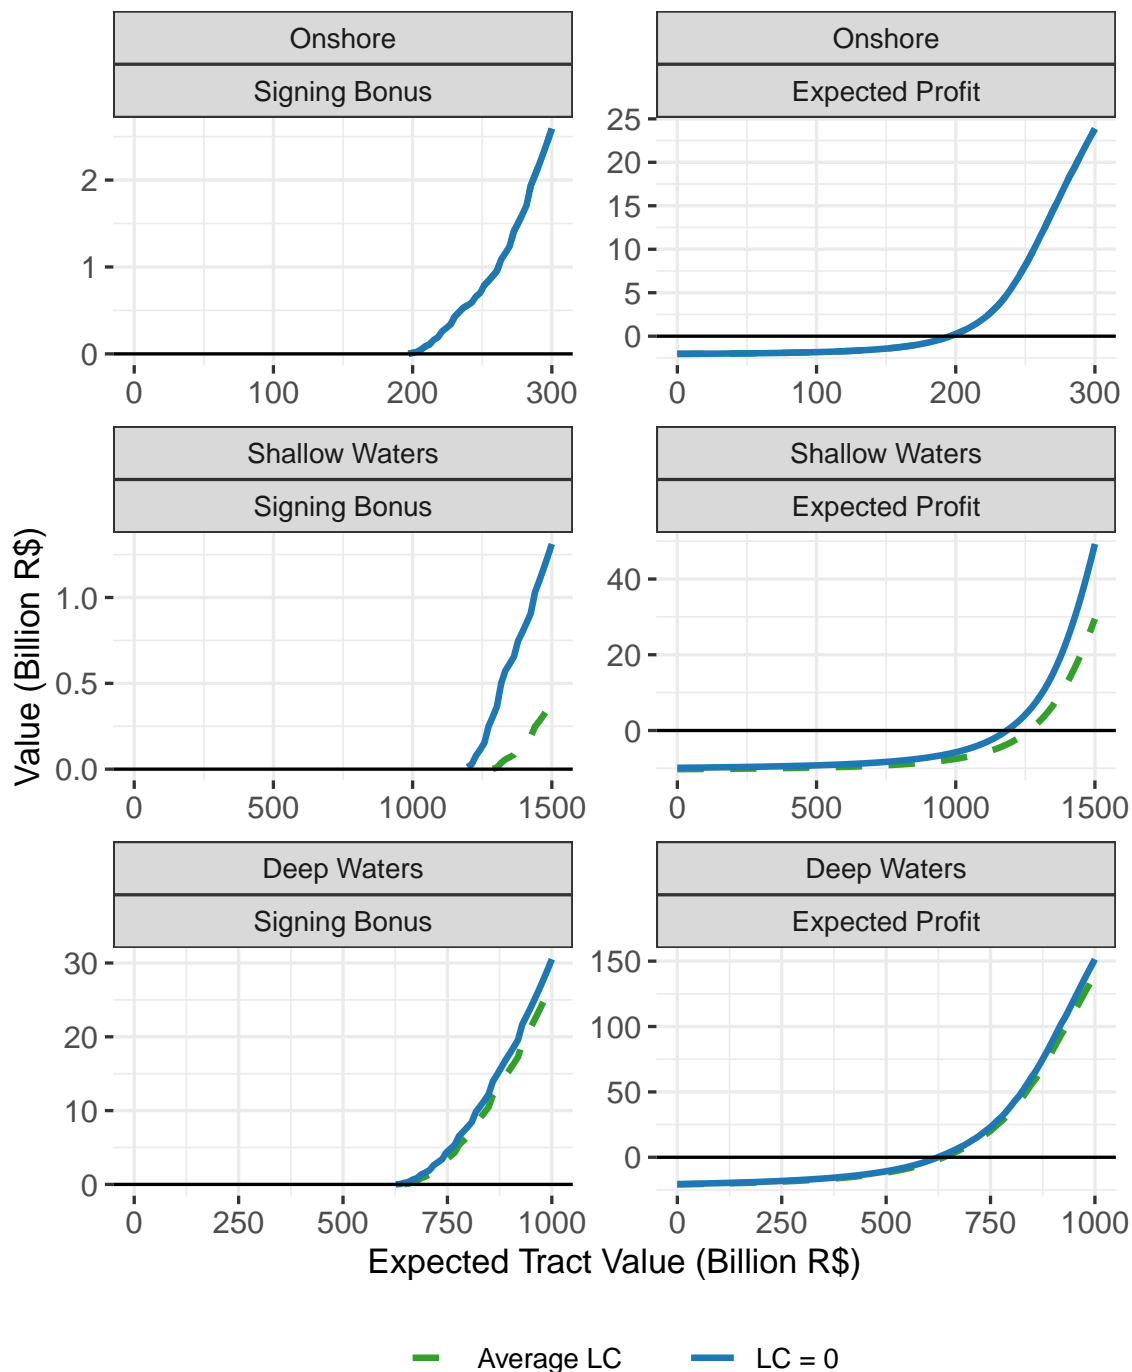 Onshore
Onshore
Signing Bonus
Expected Profit
2
1
0
0 100 200 300
25
20
15
10
5
0
0 100 200 300
Shallow Waters
Shallow Waters
Signing Bonus
Expected Profit
Value (Billion R$)
1.0
0.5
0.0
0 500 1000 1500
40
20
0
0 500 1000 1500
Deep Waters
Deep Waters
Signing Bonus
Expected Profit
30
20
10
0
0 250 500 750 1000
150
100
50
0
0 250 500 750 1000
Expected Tract Value (Billion R$)
Average LC
LC = 0